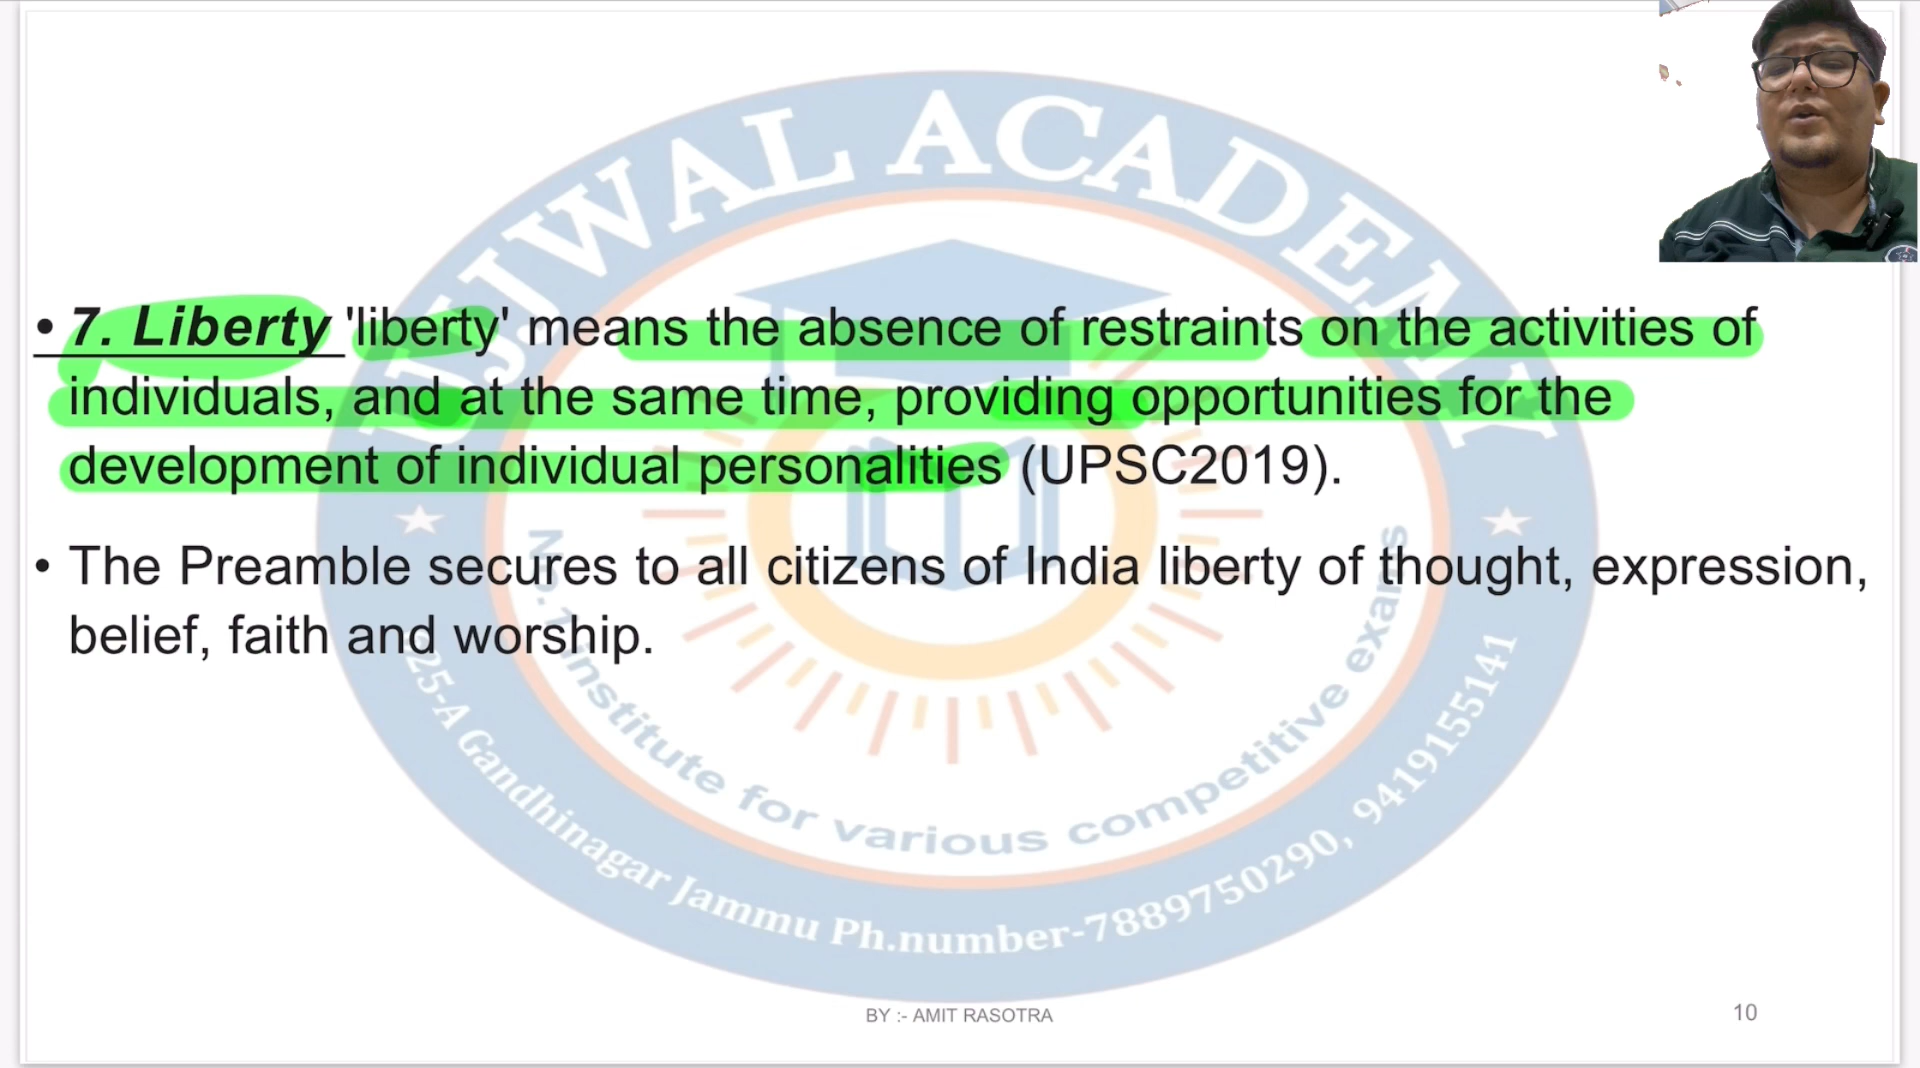 UJJWAL ACADEMY
• 7. Liberty 'liberty' means the absence of restraints on the activities of
individuals, and at the same time, providing opportunities for the
development of individual personalities (UPSC2019).
• The Preamble secures to all citizens of India liberty of thought, expression,
belief, faith and worship.
No.1 institute for various competitive exams
25-A Gandhinagar Jammu Ph.number-7889750290, 9419155141
BY :- AMIT RASOTRA
10